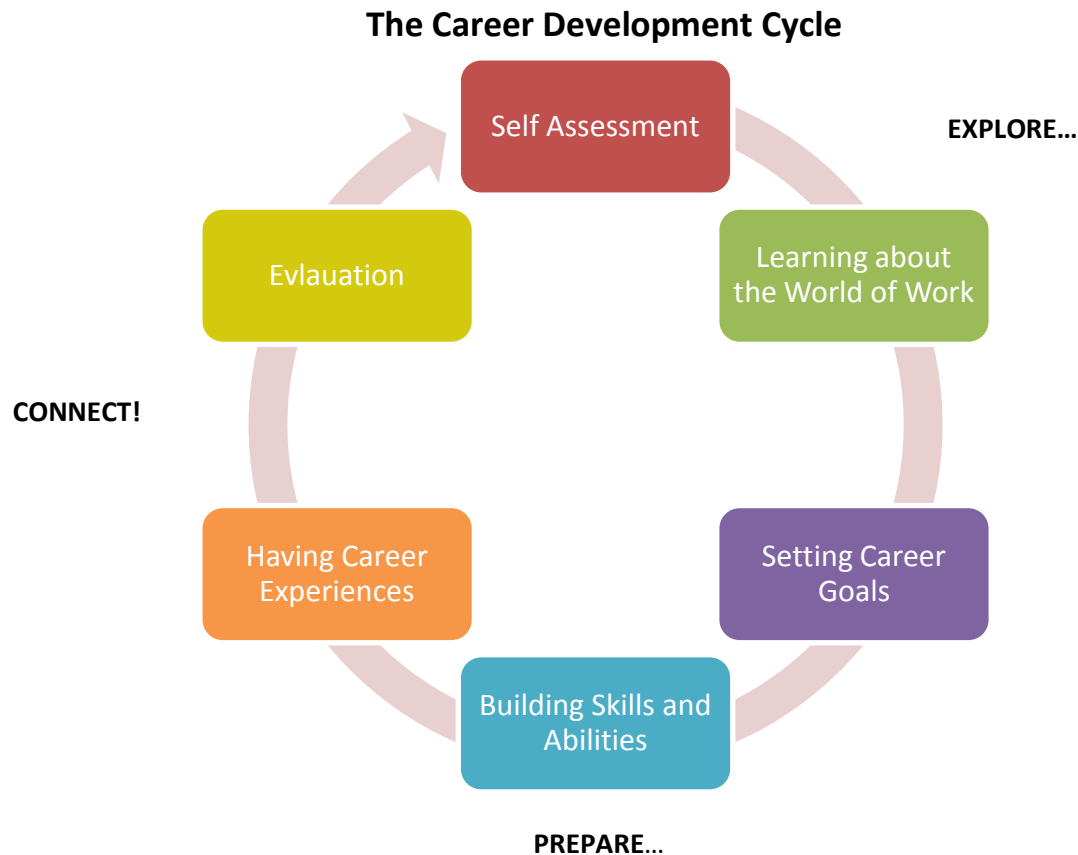 The Career Development Cycle
Self Assessment
EXPLORE...
Learning about
the World of Work
Setting Career
Goals
Building Skills and
Abilities
PREPARE...
Having Career
Experiences
CONNECT!
Evlauation